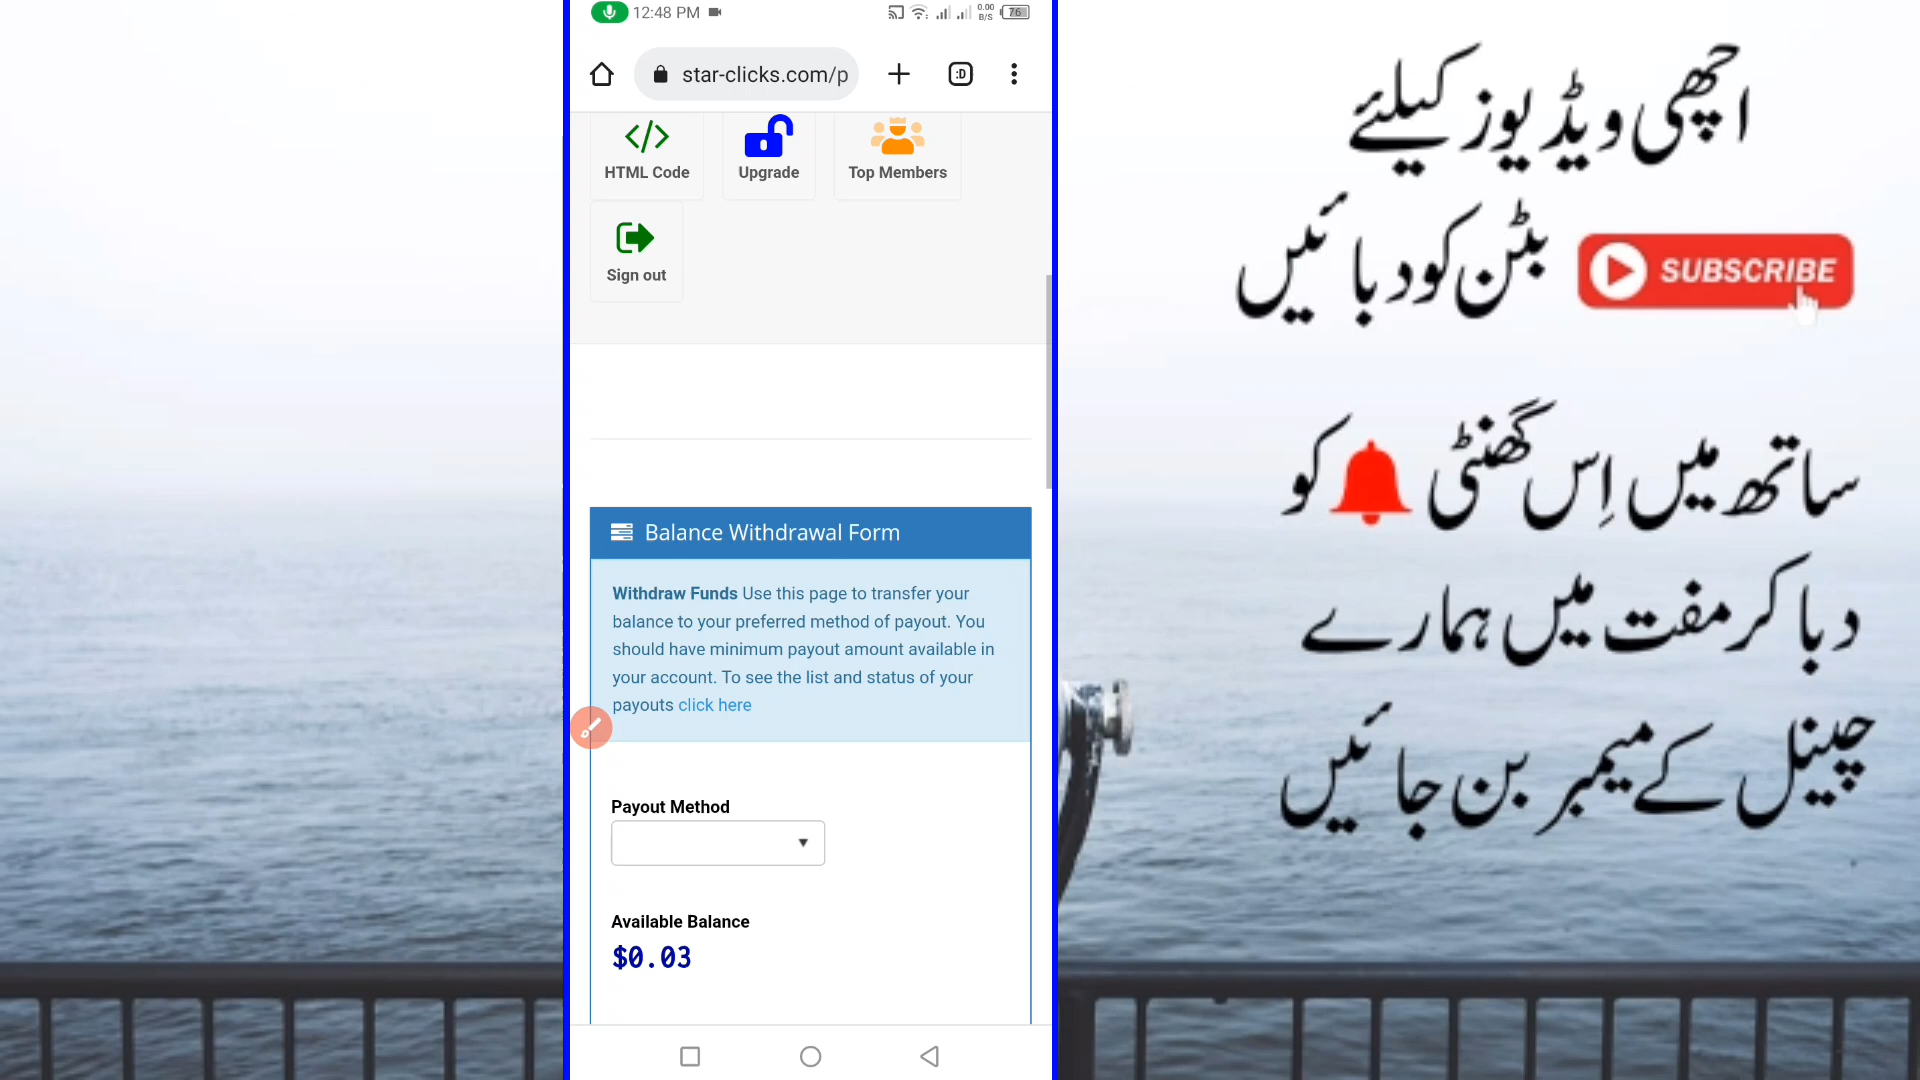 12:48 PM
0.00
B/S
76
star-clicks.com/p
:D
HTML Code
Upgrade
Top Members
Sign out
Balance Withdrawal Form
Withdraw Funds Use this page to transfer your
balance to your preferred method of payout. You
should have minimum payout amount available in
your account. To see the list and status of your
payouts click here
Payout Method
Available Balance
$0.03
اچھی ویڈیوز کیلئے
بٹن کو دبائیں
SUBSCRIBE
ساتھ میں اِس گھنٹی کو
دبا کر مفت میں ہمارے
چینل کے میمبر بن جائیں